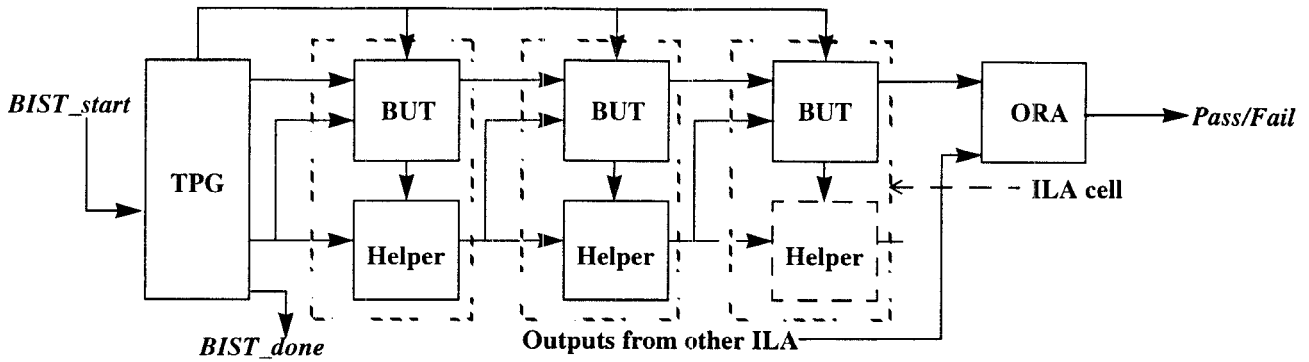 BIST_start
TPG
BUT
BUT
BUT
ORA
Pass/Fail
ILA cell
Helper
Helper
Helper
BIST_done
Outputs from other ILA